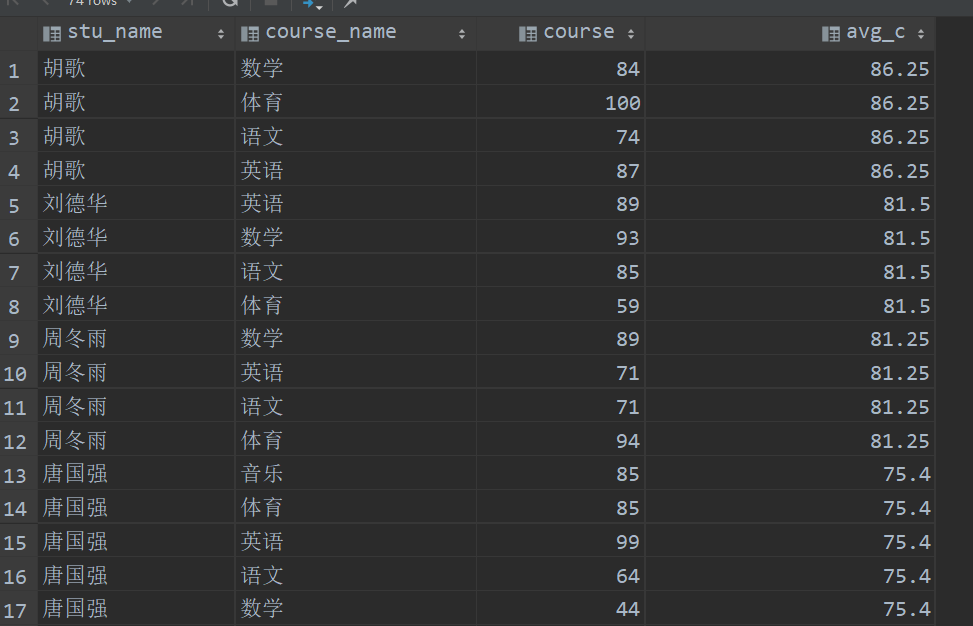 74 rows
stu_name course_name course avg_c
1 胡歌 数学 84 86.25
2 胡歌 体育 100 86.25
3 胡歌 语文 74 86.25
4 胡歌 英语 87 86.25
5 刘德华 英语 89 81.5
6 刘德华 数学 93 81.5
7 刘德华 语文 85 81.5
8 刘德华 体育 59 81.5
9 周冬雨 数学 89 81.25
10 周冬雨 英语 71 81.25
11 周冬雨 语文 71 81.25
12 周冬雨 体育 94 81.25
13 唐国强 音乐 85 75.4
14 唐国强 体育 85 75.4
15 唐国强 英语 99 75.4
16 唐国强 语文 64 75.4
17 唐国强 数学 44 75.4